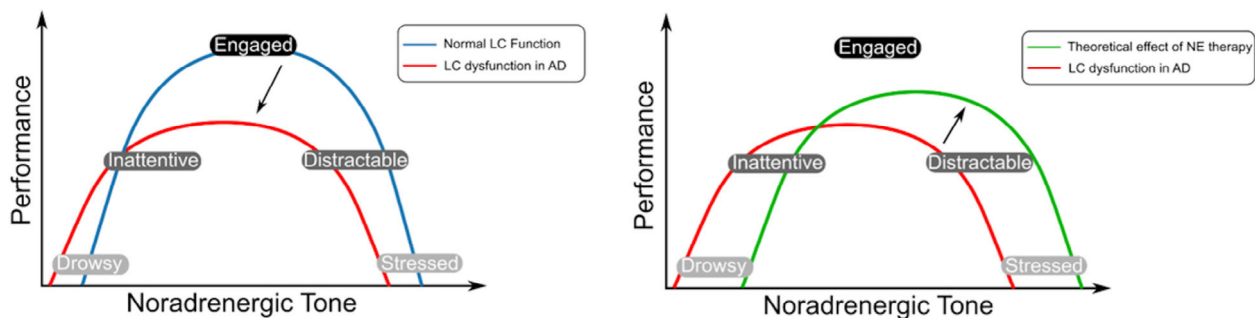 Performance
Engaged
Inattentive
Distractable
Drowsy
Stressed
Noradrenergic Tone
Normal LC Function
LC dysfunction in AD
Performance
Engaged
Inattentive
Distractable
Drowsy
Stressed
Noradrenergic Tone
Theoretical effect of NE therapy
LC dysfunction in AD